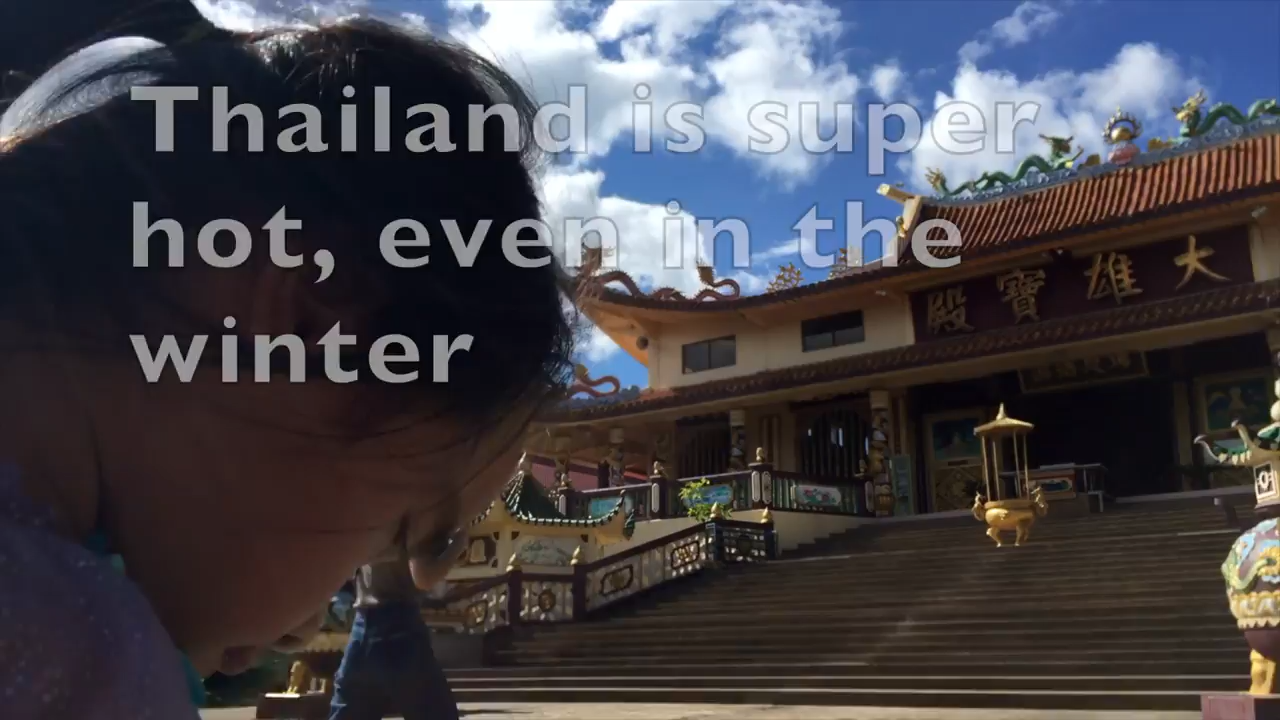 Thailand is super
hot, even in the
winter
殿寶雄大